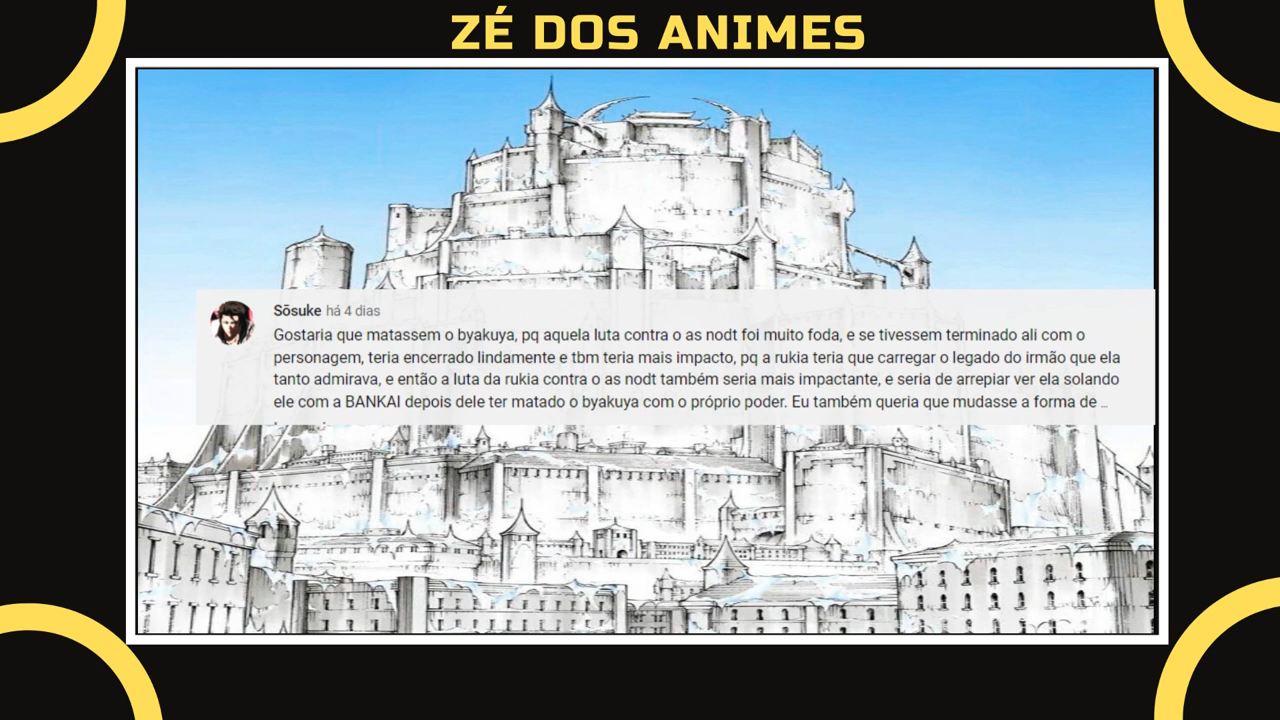 ZÉ DOS ANIMES
Sōsuke há 4 dias
Gostaria que matassem o byakuya, pq aquela luta contra o as nodt foi muito foda, e se tivessem terminado ali com o
personagem, teria encerrado lindamente e tbm teria mais impacto, pq a rukia teria que carregar o legado do irmão que ela
tanto admirava, e então a luta da rukia contra o as nodt também seria mais impactante, e seria de arrepiar ver ela solando
ele com a BANKAI depois dele ter matado o byakuya com o próprio poder. Eu também queria que mudasse a forma de ...